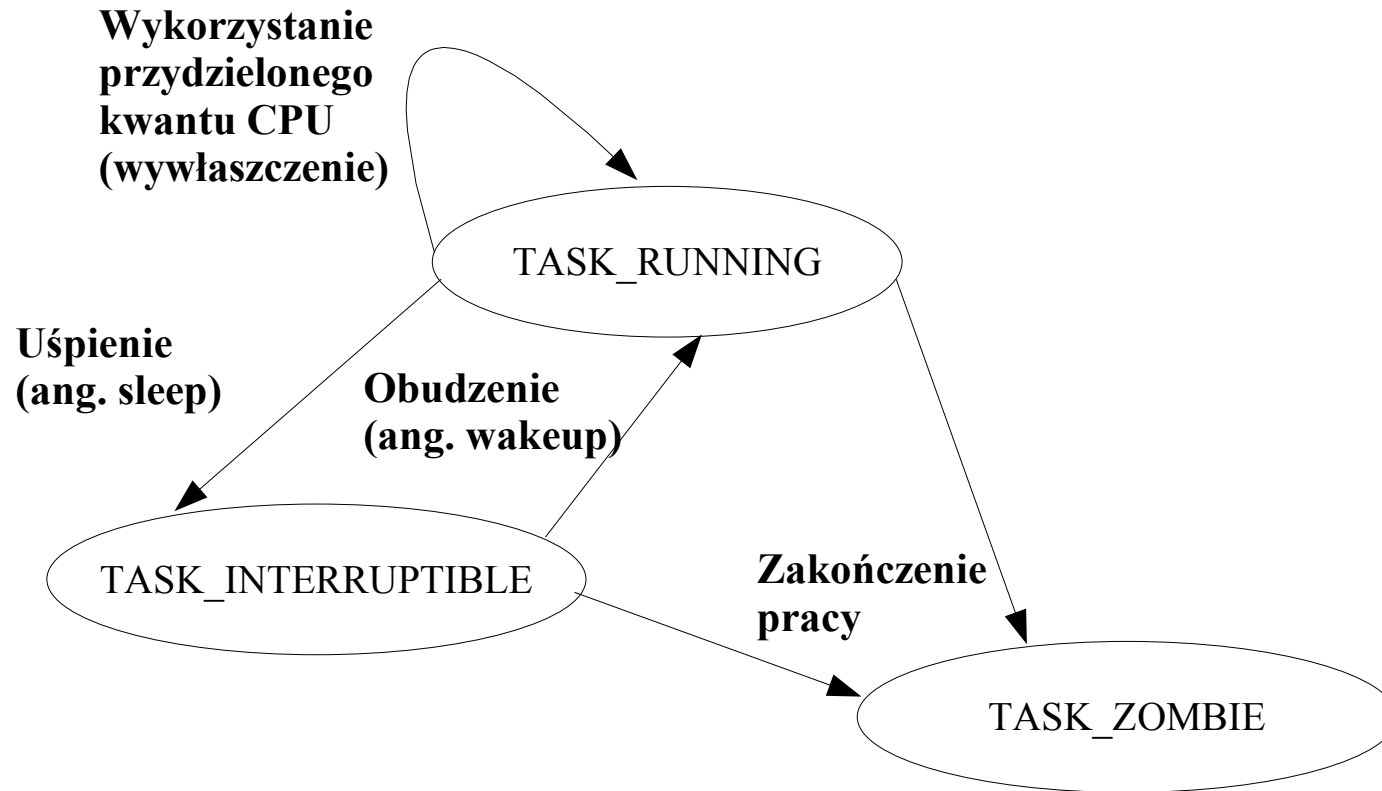 Wykorzystanie
przydzielonego
kwantu CPU
(wywłaszczenie)
TASK_RUNNING
Uśpienie
(ang. sleep)
Obudzenie
(ang. wakeup)
TASK_INTERRUPTIBLE
Zakończenie
pracy
TASK_ZOMBIE